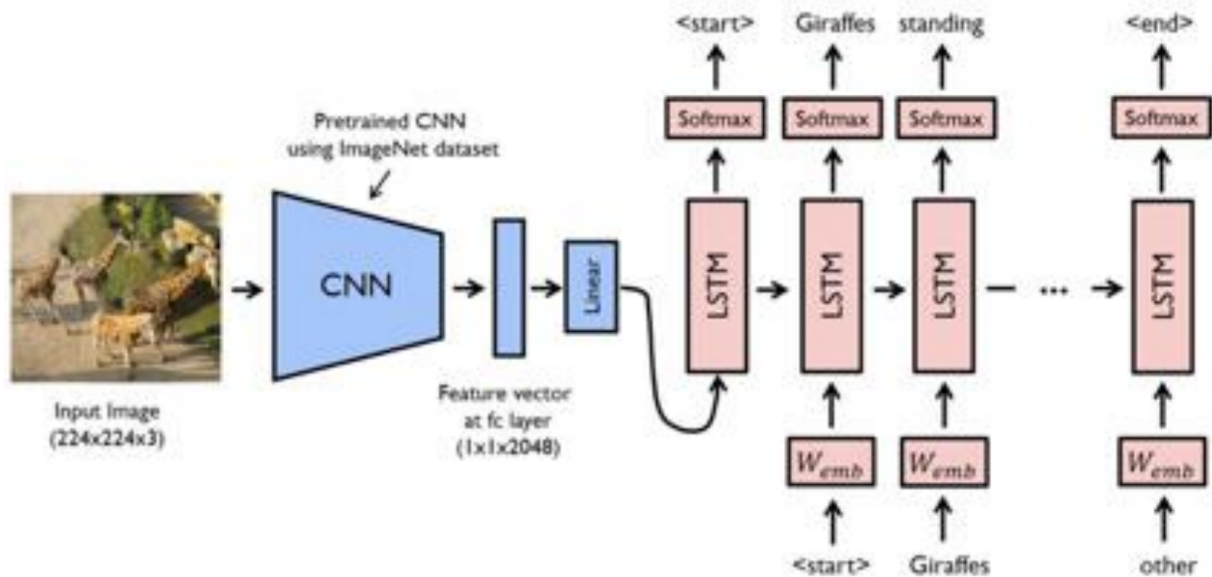 <start>
Giraffes
standing
<end>
Softmax
Softmax
Softmax
Softmax
Pretrained CNN
using ImageNet dataset
CNN
Linear
LSTM
LSTM
LSTM
...
LSTM
Input Image
(224x224x3)
Feature vector
at fc layer
(1x1x2048)
W_emb
W_emb
W_emb
<start>
Giraffes
other